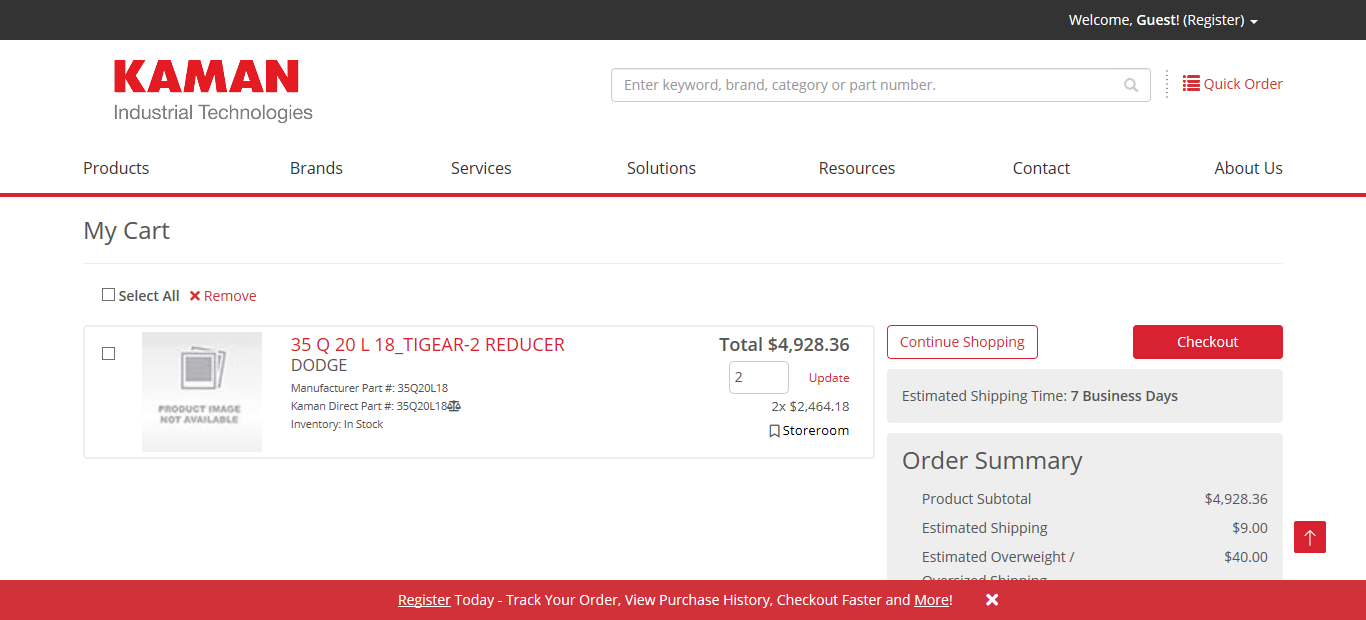 Welcome, Guest! (Register)
KAMAN
Industrial Technologies
Enter keyword, brand, category or part number.
Quick Order
Products Brands Services Solutions Resources Contact About Us
My Cart
Select All Remove
35 Q 20 L 18_TIGEAR-2 REDUCER
DODGE
Manufacturer Part #: 35Q20L18
Kaman Direct Part #: 35Q20L18
Inventory: In Stock
PRODUCT IMAGE
NOT AVAILABLE
Total $4,928.36
2 Update
2x $2,464.18
Storeroom
Continue Shopping Checkout
Estimated Shipping Time: 7 Business Days
Order Summary
Product Subtotal $4,928.36
Estimated Shipping $9.00
Estimated Overweight / $40.00
Oversized Shipping
Register Today - Track Your Order, View Purchase History, Checkout Faster and More!